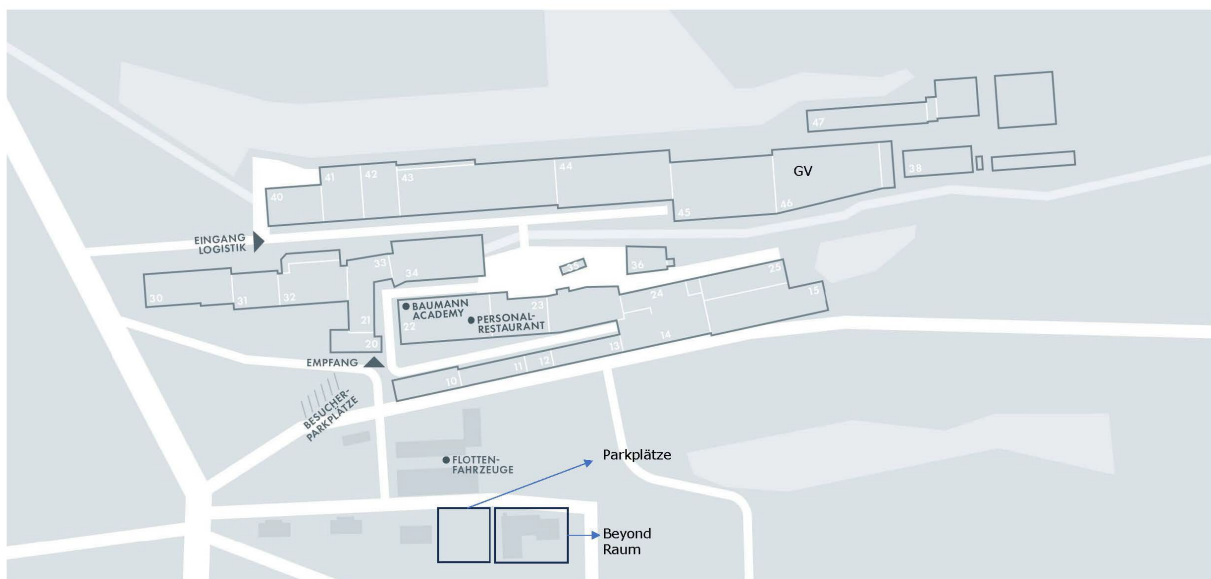 47
44
GV
38
41
42
43
40
46
45
EINGANG
LOGISTIK
33
34
35
36
25
30
31
32
15
24
23
BAUMANN
ACADEMY
21
22
PERSONAL-
RESTAURANT
20
14
13
12
11
10
EMPFANG
BESUCHER-
PARKPLÄTZE
FLOTTEN-
FAHRZEUGE
Parkplätze
Beyond
Raum